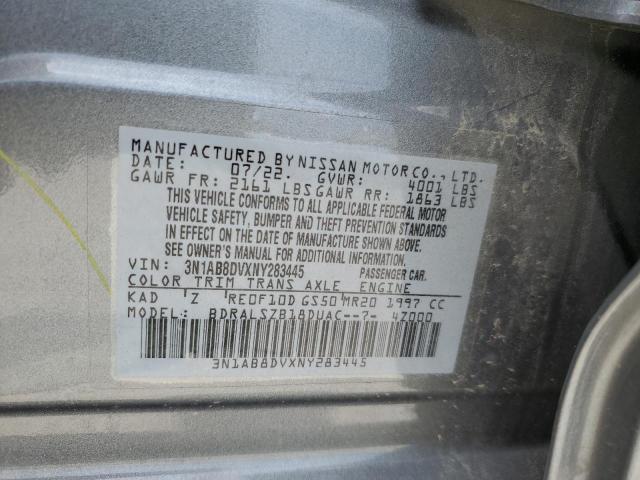 MANUFACTURED BY NISSAN MOTOR CO., LTD.
DATE: 07/22. GVWR: 4001 LBS
GAWR FR: 2161 LBS GAWR RR: 1863 LBS
THIS VEHICLE CONFORMS TO ALL APPLICABLE FEDERAL MOTOR
VEHICLE SAFETY, BUMPER AND THEFT PREVENTION STANDARDS
IN EFFECT ON THE DATE OF MANUFACTURE SHOWN ABOVE.
SEE OWNER'S MANUAL FOR ADDITIONAL INFORMATION.
VIN: 3N1AB8DVXNY283445 PASSENGER CAR.
COLOR TRIM TRANS AXLE ENGINE
KAD 'Z RE0F10D GS50 MR20 1997 CC
MODEL: BDRALSZB18DUAC--7- 4Z000
3N1AB8DVXNY283445